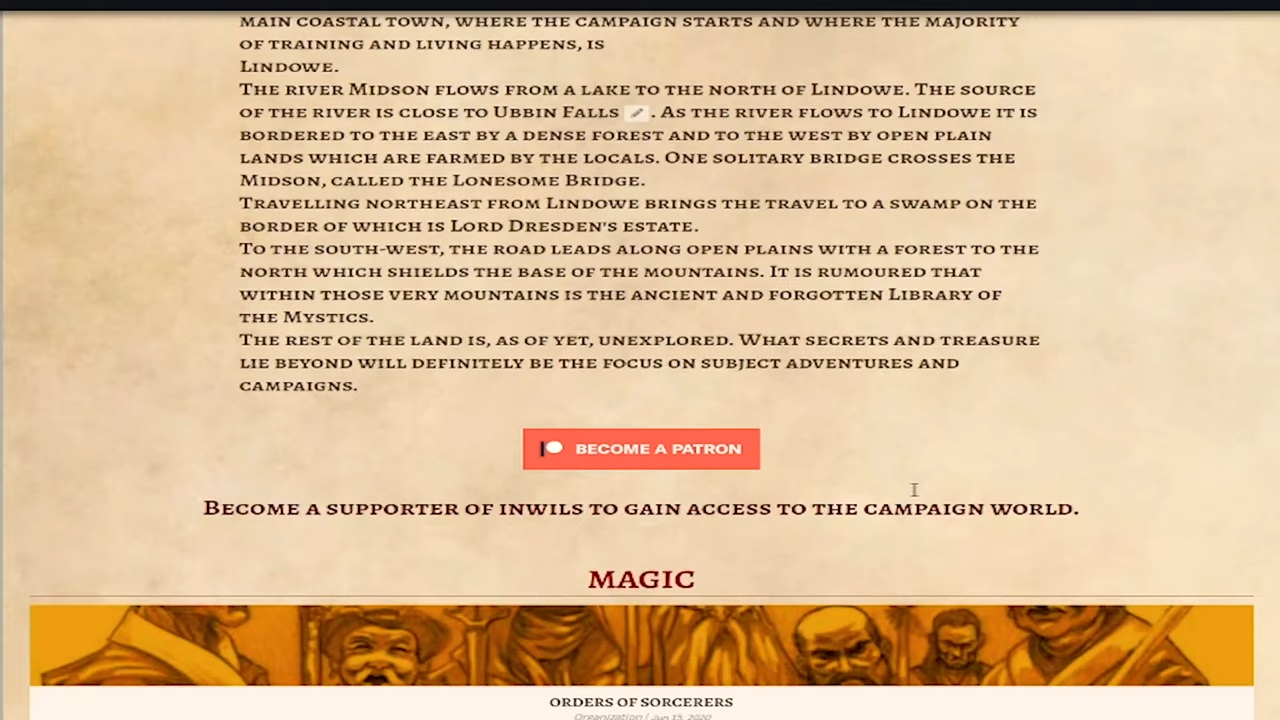 MAIN COASTAL TOWN, WHERE THE CAMPAIGN STARTS AND WHERE THE MAJORITY
OF TRAINING AND LIVING HAPPENS, IS
LINDOWE.
THE RIVER MIDSON FLOWS FROM A LAKE TO THE NORTH OF LINDOWE. THE SOURCE
OF THE RIVER IS CLOSE TO UBBIN FALLS . AS THE RIVER FLOWS TO LINDOWE IT IS
BORDERED TO THE EAST BY A DENSE FOREST AND TO THE WEST BY OPEN PLAIN
LANDS WHICH ARE FARMED BY THE LOCALS. ONE SOLITARY BRIDGE CROSSES THE
MIDSON, CALLED THE LONESOME BRIDGE.
TRAVELLING NORTHEAST FROM LINDOWE BRINGS THE TRAVEL TO A SWAMP ON THE
BORDER OF WHICH IS LORD DRESDEN'S ESTATE.
TO THE SOUTH-WEST, THE ROAD LEADS ALONG OPEN PLAINS WITH A FOREST TO THE
NORTH WHICH SHIELDS THE BASE OF THE MOUNTAINS. IT IS RUMOURED THAT
WITHIN THOSE VERY MOUNTAINS IS THE ANCIENT AND FORGOTTEN LIBRARY OF
THE MYSTICS.
THE REST OF THE LAND IS, AS OF YET, UNEXPLORED. WHAT SECRETS AND TREASURE
LIE BEYOND WILL DEFINITELY BE THE FOCUS ON SUBJECT ADVENTURES AND
CAMPAIGNS.
BECOME A PATRON
BECOME A SUPPORTER OF INWILS TO GAIN ACCESS TO THE CAMPAIGN WORLD.
MAGIC
ORDERS OF SORCERERS
Organization | Jun 15, 2020